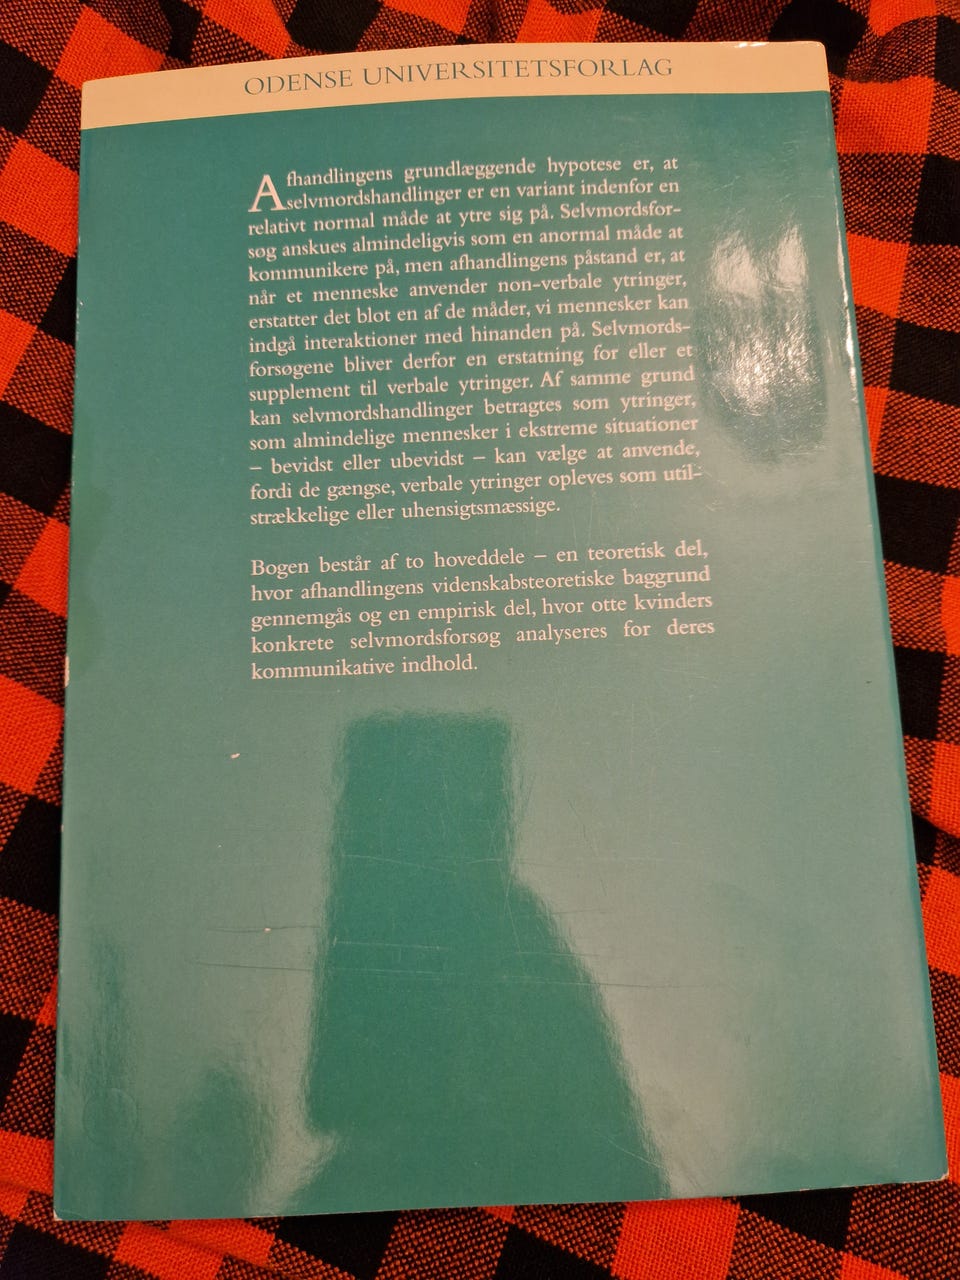 ODENSE UNIVERSITETSFORLAG
Afhandlingens grundlæggende hypotese er, at
selvmordshandlinger er en variant indenfor en
relativt normal måde at ytre sig på. Selvmordsfor-
søg anskues almindeligvis som en anormal måde at
kommunikere på, men afhandlingens påstand er, at
når et menneske anvender non-verbale ytringer,
erstatter det blot en af de måder, vi mennesker kan
indgå interaktioner med hinanden på. Selvmords-
forsøgene bliver derfor en erstatning for eller et
supplement til verbale ytringer. Af samme grund
kan selvmordshandlinger betragtes som ytringer,
som almindelige mennesker i ekstreme situationer
– bevidst eller ubevidst – kan vælge at anvende,
fordi de gængse, verbale ytringer opleves som util-
strækkelige eller uhensigtsmæssige.
Bogen består af to hoveddele – en teoretisk del,
hvor afhandlingens videnskabsteoretiske baggrund
gennemgås og en empirisk del, hvor otte kvinders
konkrete selvmordsforsøg analyseres for deres
kommunikative indhold.